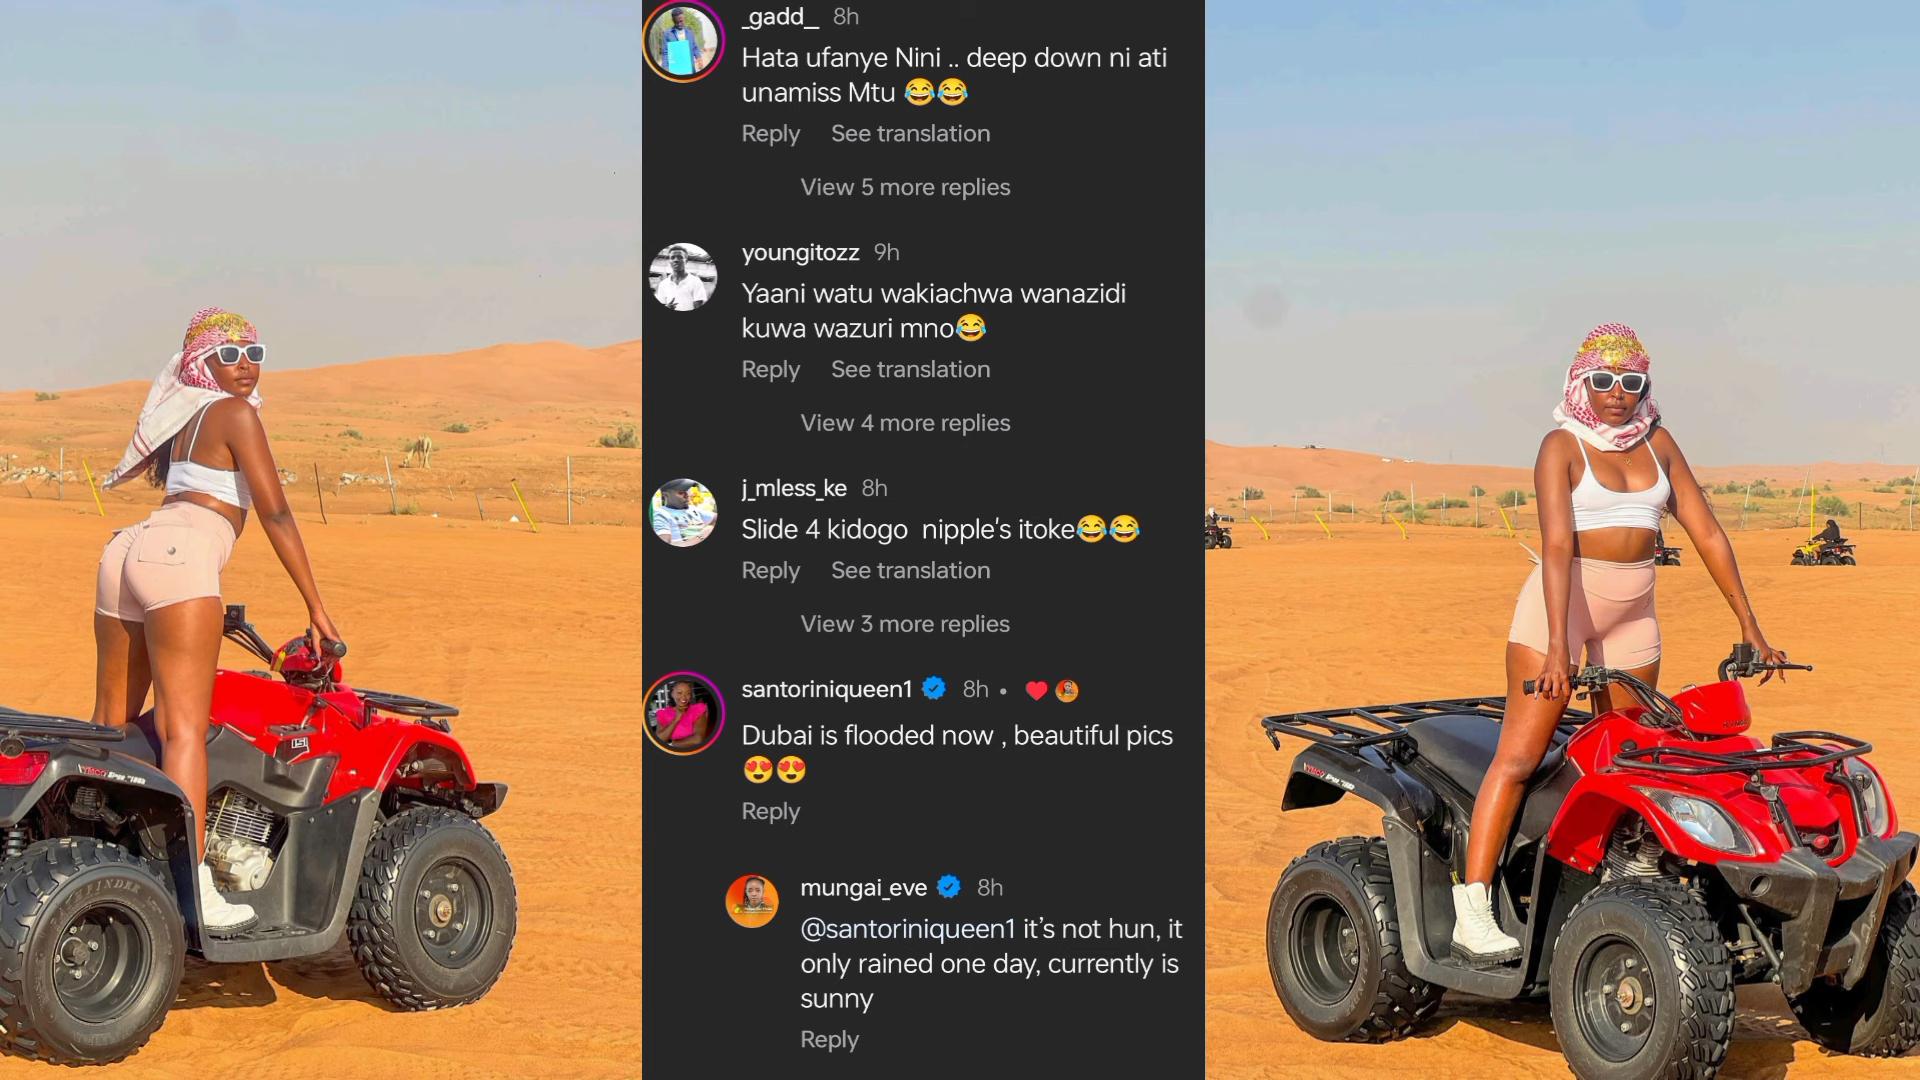 _gadd__ 8h
Hata ufanye Nini .. deep down ni ati
unamiss Mtu 😂😂
Reply See translation
View 5 more replies
youngitozz 9h
Yaani watu wakiachwa wanazidi
kuwa wazuri mno😂
Reply See translation
View 4 more replies
j_mless_ke 8h
Slide 4 kidogo nipple's itoke😂😂
Reply See translation
View 3 more replies
santoriniqueen1 8h •
Dubai is flooded now , beautiful pics
😍😍
Reply
mungai_eve 8h
@santoriniqueen1 it’s not hun, it
only rained one day, currently is
sunny
Reply